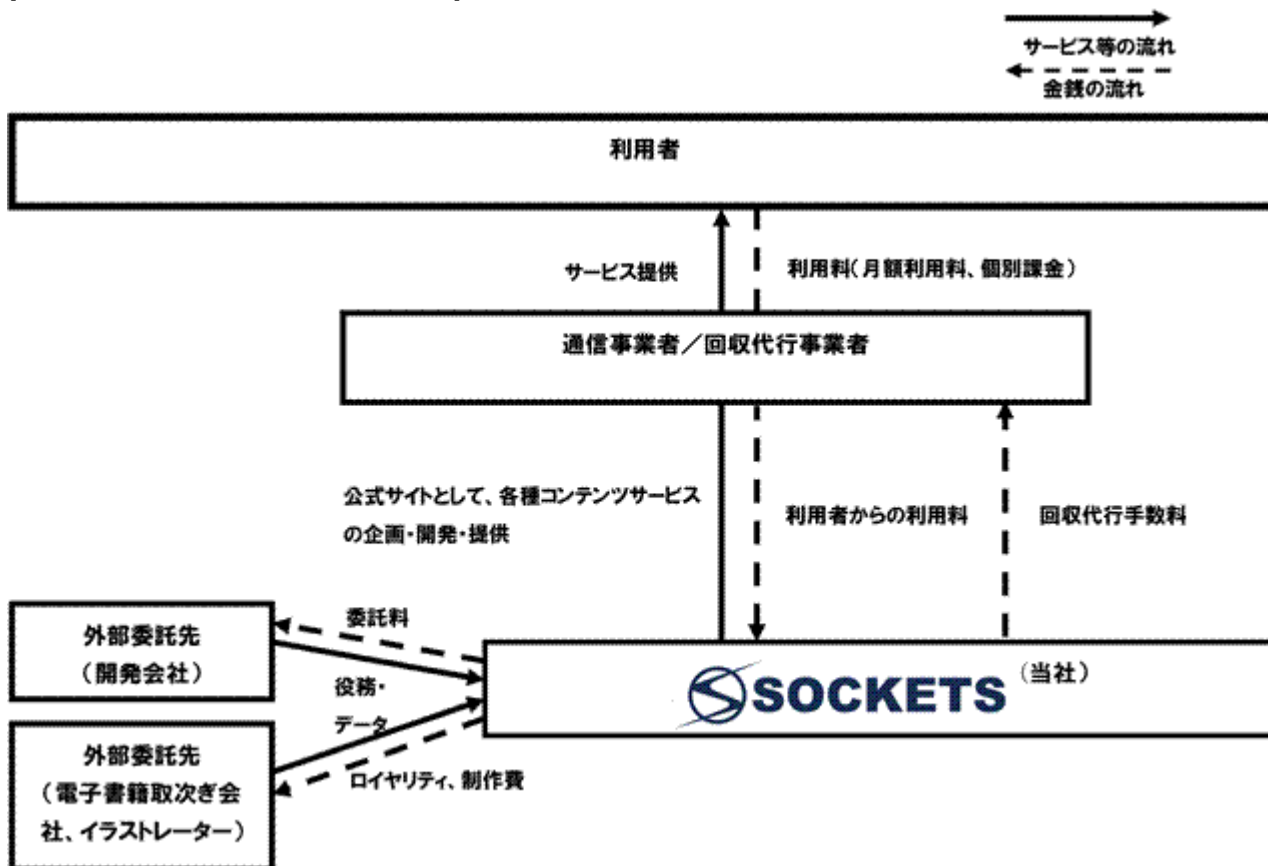 サービス等の流れ
金銭の流れ
利用者
サービス提供
利用料(月額利用料、個別課金)
通信事業者/回収代行事業者
公式サイトとして、各種コンテンツサービス
の企画・開発・提供
利用者からの利用料
回収代行手数料
外部委託先
(開発会社)
委託料
役務・
データ
SOCKETS (当社)
外部委託先
(電子書籍取次ぎ会
社、イラストレーター)
ロイヤリティ、制作費